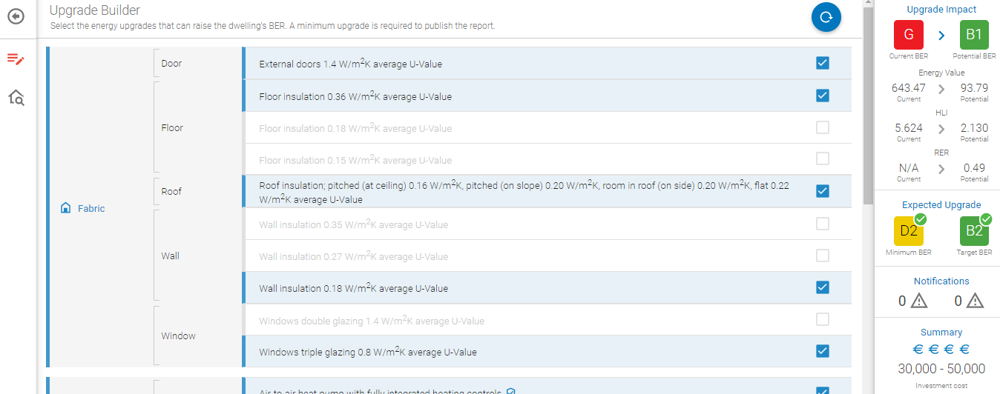 Upgrade Builder
Select the energy upgrades that can raise the dwelling's BER. A minimum upgrade is required to publish the report.
Fabric
Door
External doors 1.4 W/m²K average U-Value
Floor
Floor insulation 0.36 W/m²K average U-Value
Floor insulation 0.18 W/m²K average U-Value
Floor insulation 0.15 W/m²K average U-Value
Roof
Roof insulation; pitched (at ceiling) 0.16 W/m²K, pitched (on slope) 0.20 W/m²K, room in roof (on side) 0.20 W/m²K, flat 0.22
W/m²K average U-Value
Wall
Wall insulation 0.35 W/m²K average U-Value
Wall insulation 0.27 W/m²K average U-Value
Wall insulation 0.18 W/m²K average U-Value
Window
Windows double glazing 1.4 W/m²K average U-Value
Windows triple glazing 0.8 W/m²K average U-Value
Air to air heat pump with fully integrated heating controls
Upgrade Impact
G B1
Current BER Potential BER
Energy Value
643.47 93.79
Current Potential
HLI
5.624 2.130
Current Potential
RER
N/A 0.49
Current Potential
Expected Upgrade
D2 B2
Minimum BER Target BER
Notifications
0 0
Summary
€ € € €
30,000 - 50,000
Investment cost